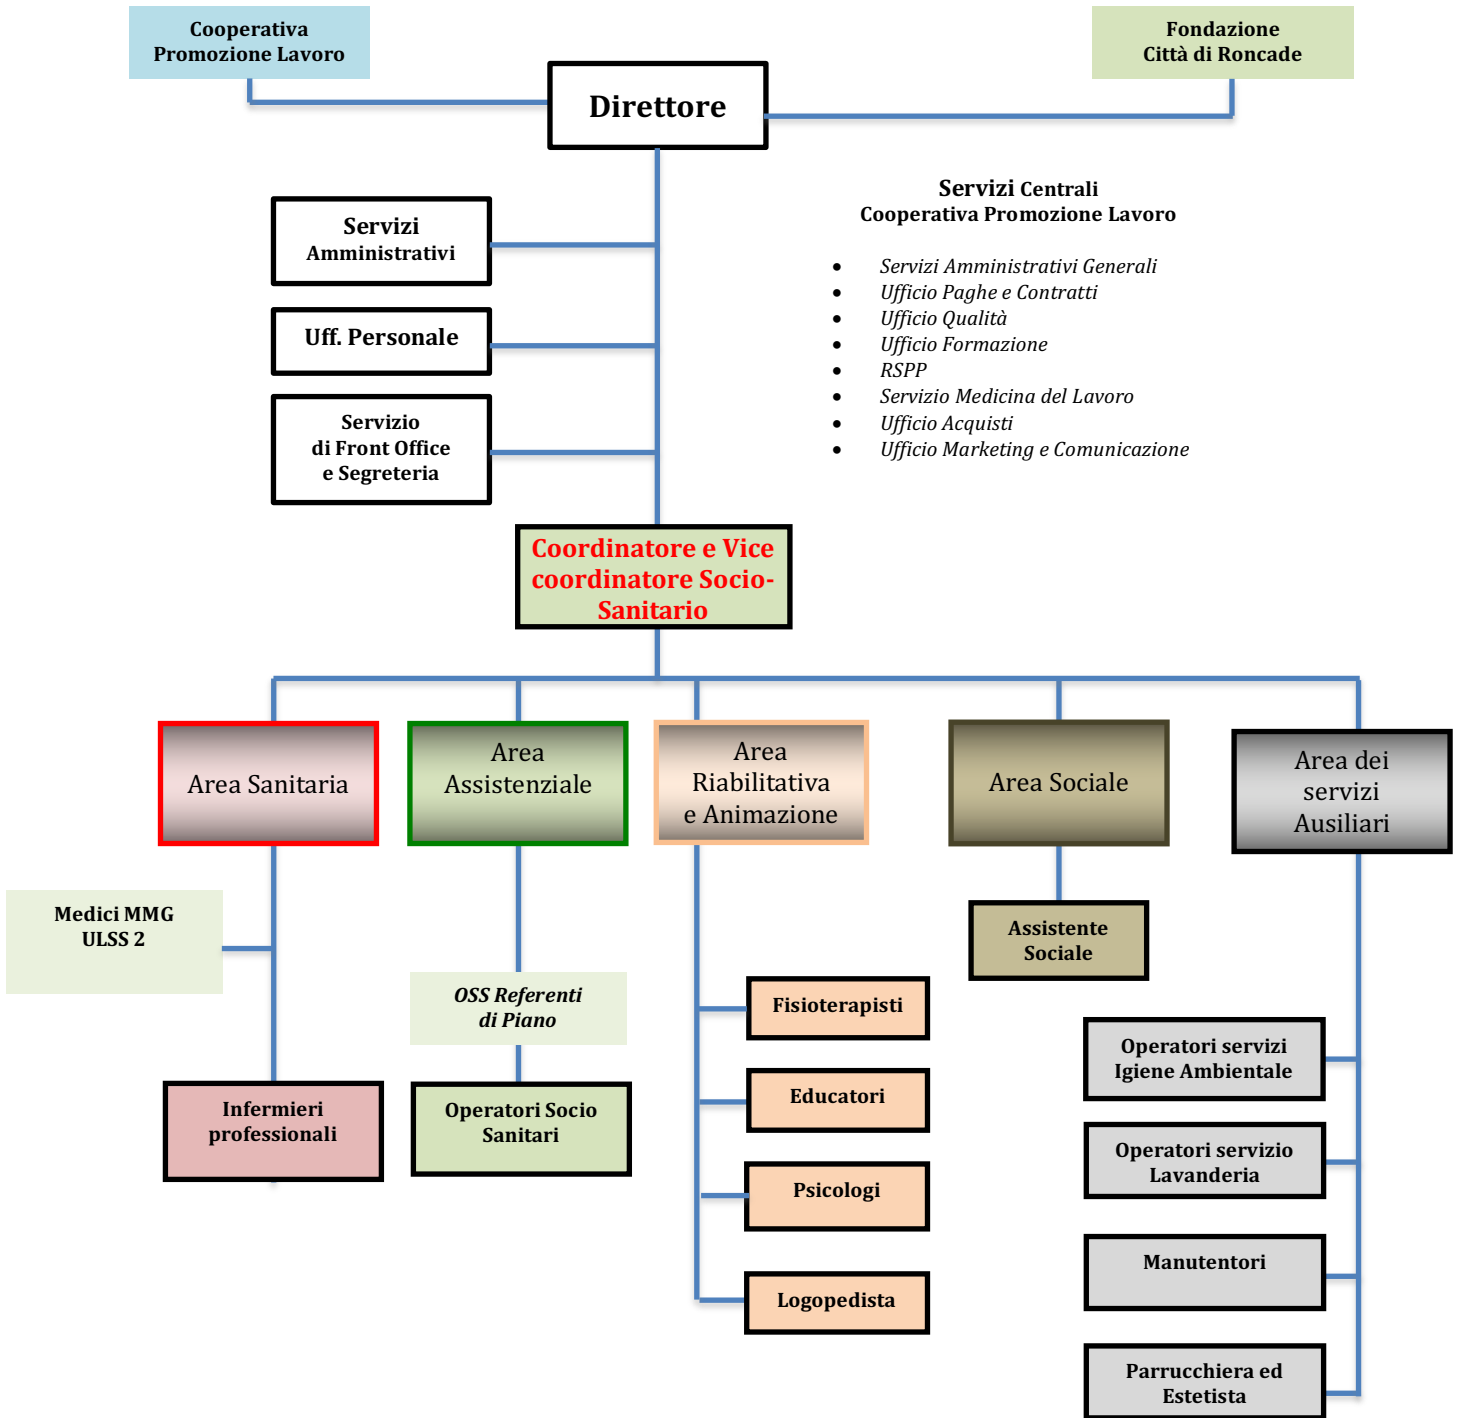 Cooperativa
Promozione Lavoro
Fondazione
Città di Roncade
Direttore
Servizi Centrali
Cooperativa Promozione Lavoro
• Servizi Amministrativi Generali
• Ufficio Paghe e Contratti
• Ufficio Qualità
• Ufficio Formazione
• RSPP
• Servizio Medicina del Lavoro
• Ufficio Acquisti
• Ufficio Marketing e Comunicazione
Servizi
Amministrativi
Uff. Personale
Servizio
di Front Office
e Segreteria
Coordinatore e Vice
coordinatore Socio-
Sanitario
Area Sanitaria
Area
Assistenziale
Area
Riabilitativa
e Animazione
Area Sociale
Area dei
servizi
Ausiliari
Medici MMG
ULSS 2
Infermieri
professionali
OSS Referenti
di Piano
Operatori Socio
Sanitari
Fisioterapisti
Educatori
Psicologi
Logopedista
Assistente
Sociale
Operatori servizi
Igiene Ambientale
Operatori servizio
Lavanderia
Manutentori
Parrucchiera ed
Estetista